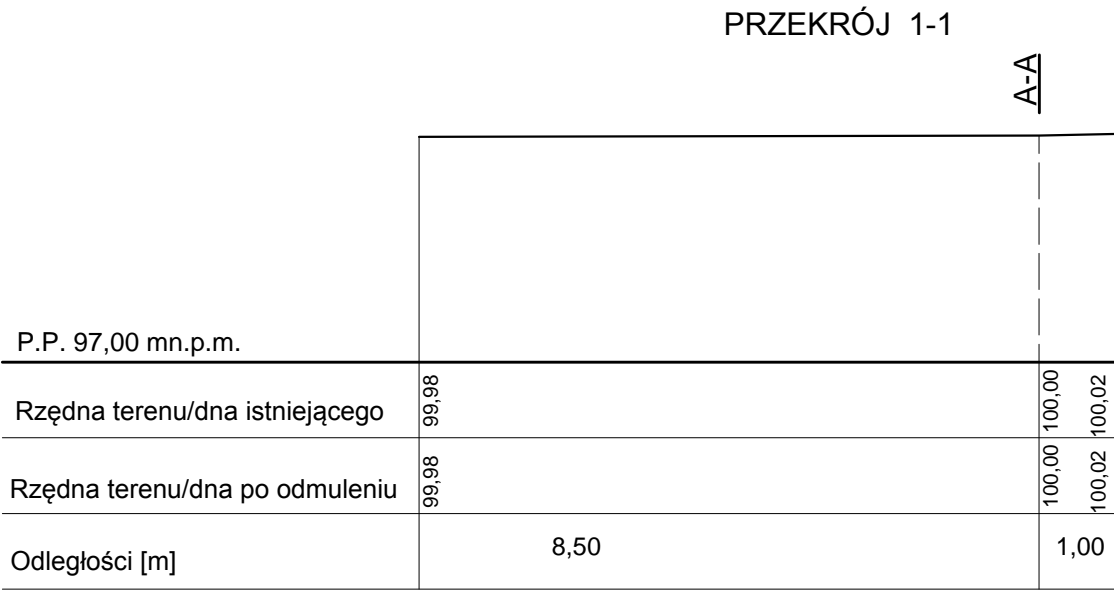 PRZEKRÓJ 1-1
A-A
P.P. 97,00 mn.p.m.
Rzędna terenu/dna istniejącego 99,98 100,00 100,02
Rzędna terenu/dna po odmuleniu 99,98 100,00 100,02
Odległości [m] 8,50 1,00